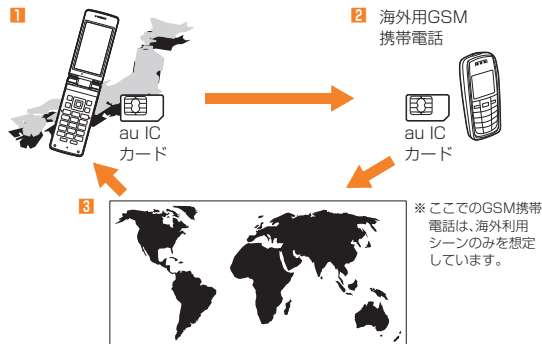 1
2 海外用GSM
携帯電話
au IC
カード
au IC
カード
3
※ここでのGSM携帯
電話は、海外利用
シーンのみを想定
しています。